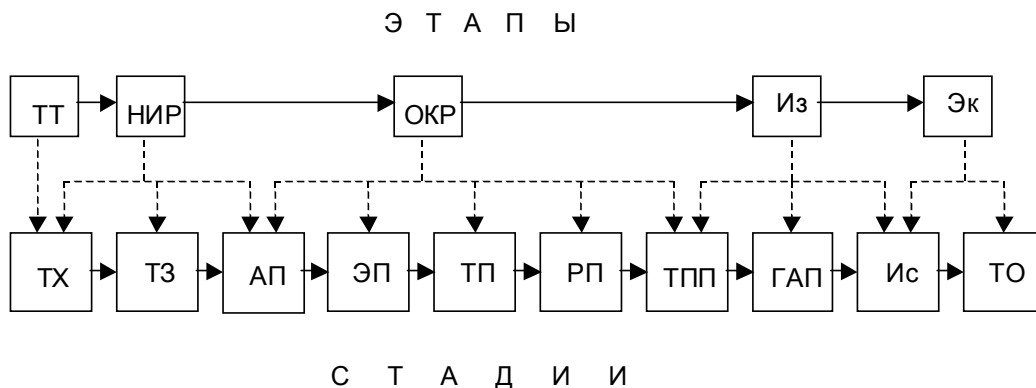 Э Т А П Ы
ТТ НИР ОКР Из Эк
ТХ ТЗ АП ЭП ТП РП ТПП ГАП Ис ТО
С Т А Д И И